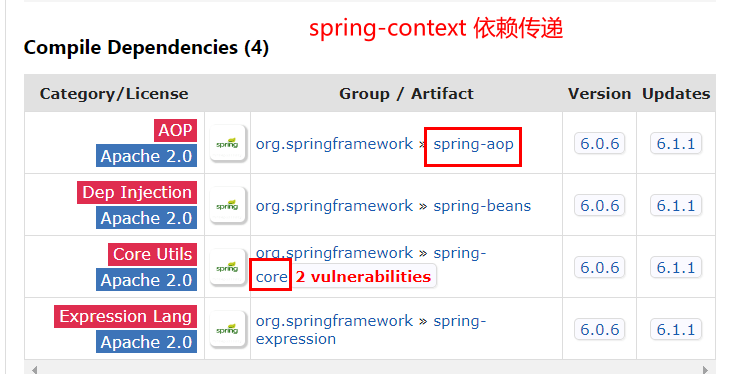 spring-context 依赖传递
Compile Dependencies (4)
Category/License Group / Artifact Version Updates
AOP
Apache 2.0
spring
org.springframework » spring-aop 6.0.6 6.1.1
Dep Injection
Apache 2.0
spring
org.springframework » spring-beans 6.0.6 6.1.1
Core Utils
Apache 2.0
spring
org.springframework » spring-
core 2 vulnerabilities 6.0.6 6.1.1
Expression Lang
Apache 2.0
spring
org.springframework » spring-
expression 6.0.6 6.1.1